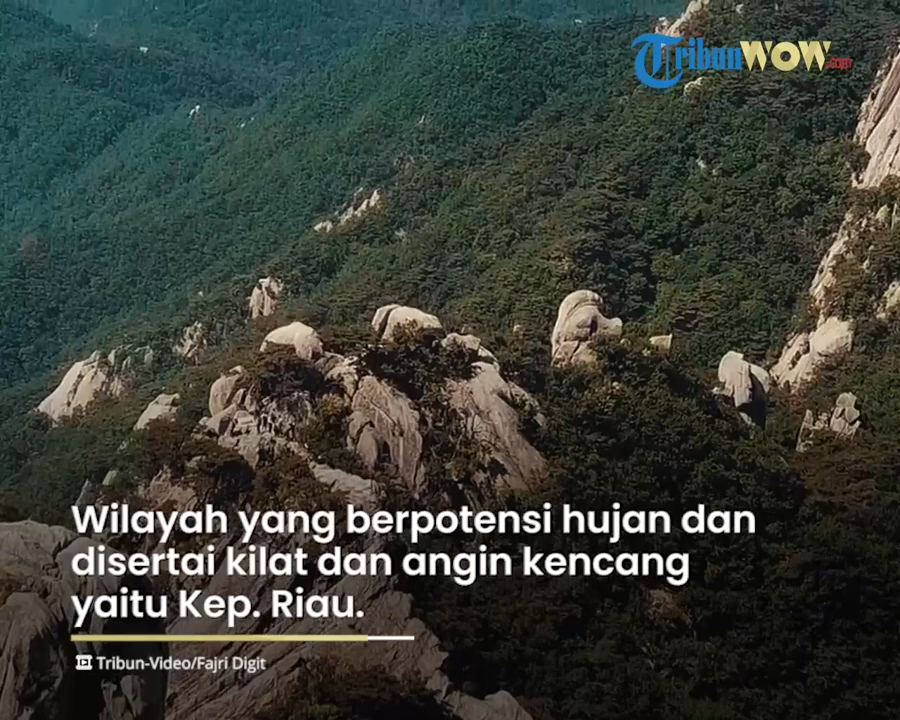 TribunWOW.com
Wilayah yang berpotensi hujan dan
disertai kilat dan angin kencang
yaitu Kep. Riau.
Tribun-Video/Fajri Digit